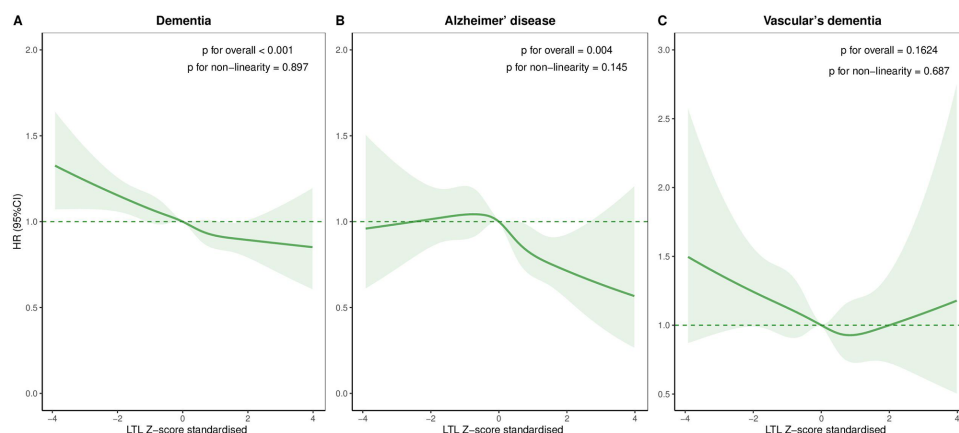 A
Dementia
p for overall < 0.001
p for non−linearity = 0.897
2.0
1.5
1.0
0.5
0.0
HR (95%CI)
−4
−2
0
2
4
LTL Z−score standardised
B
Alzheimer' disease
p for overall = 0.004
p for non−linearity = 0.145
2.0
1.5
1.0
0.5
0.0
−4
−2
0
2
4
LTL Z−score standardised
C
Vascular's dementia
p for overall = 0.1624
p for non−linearity = 0.687
3.0
2.5
2.0
1.5
1.0
0.5
−4
−2
0
2
4
LTL Z−score standardised